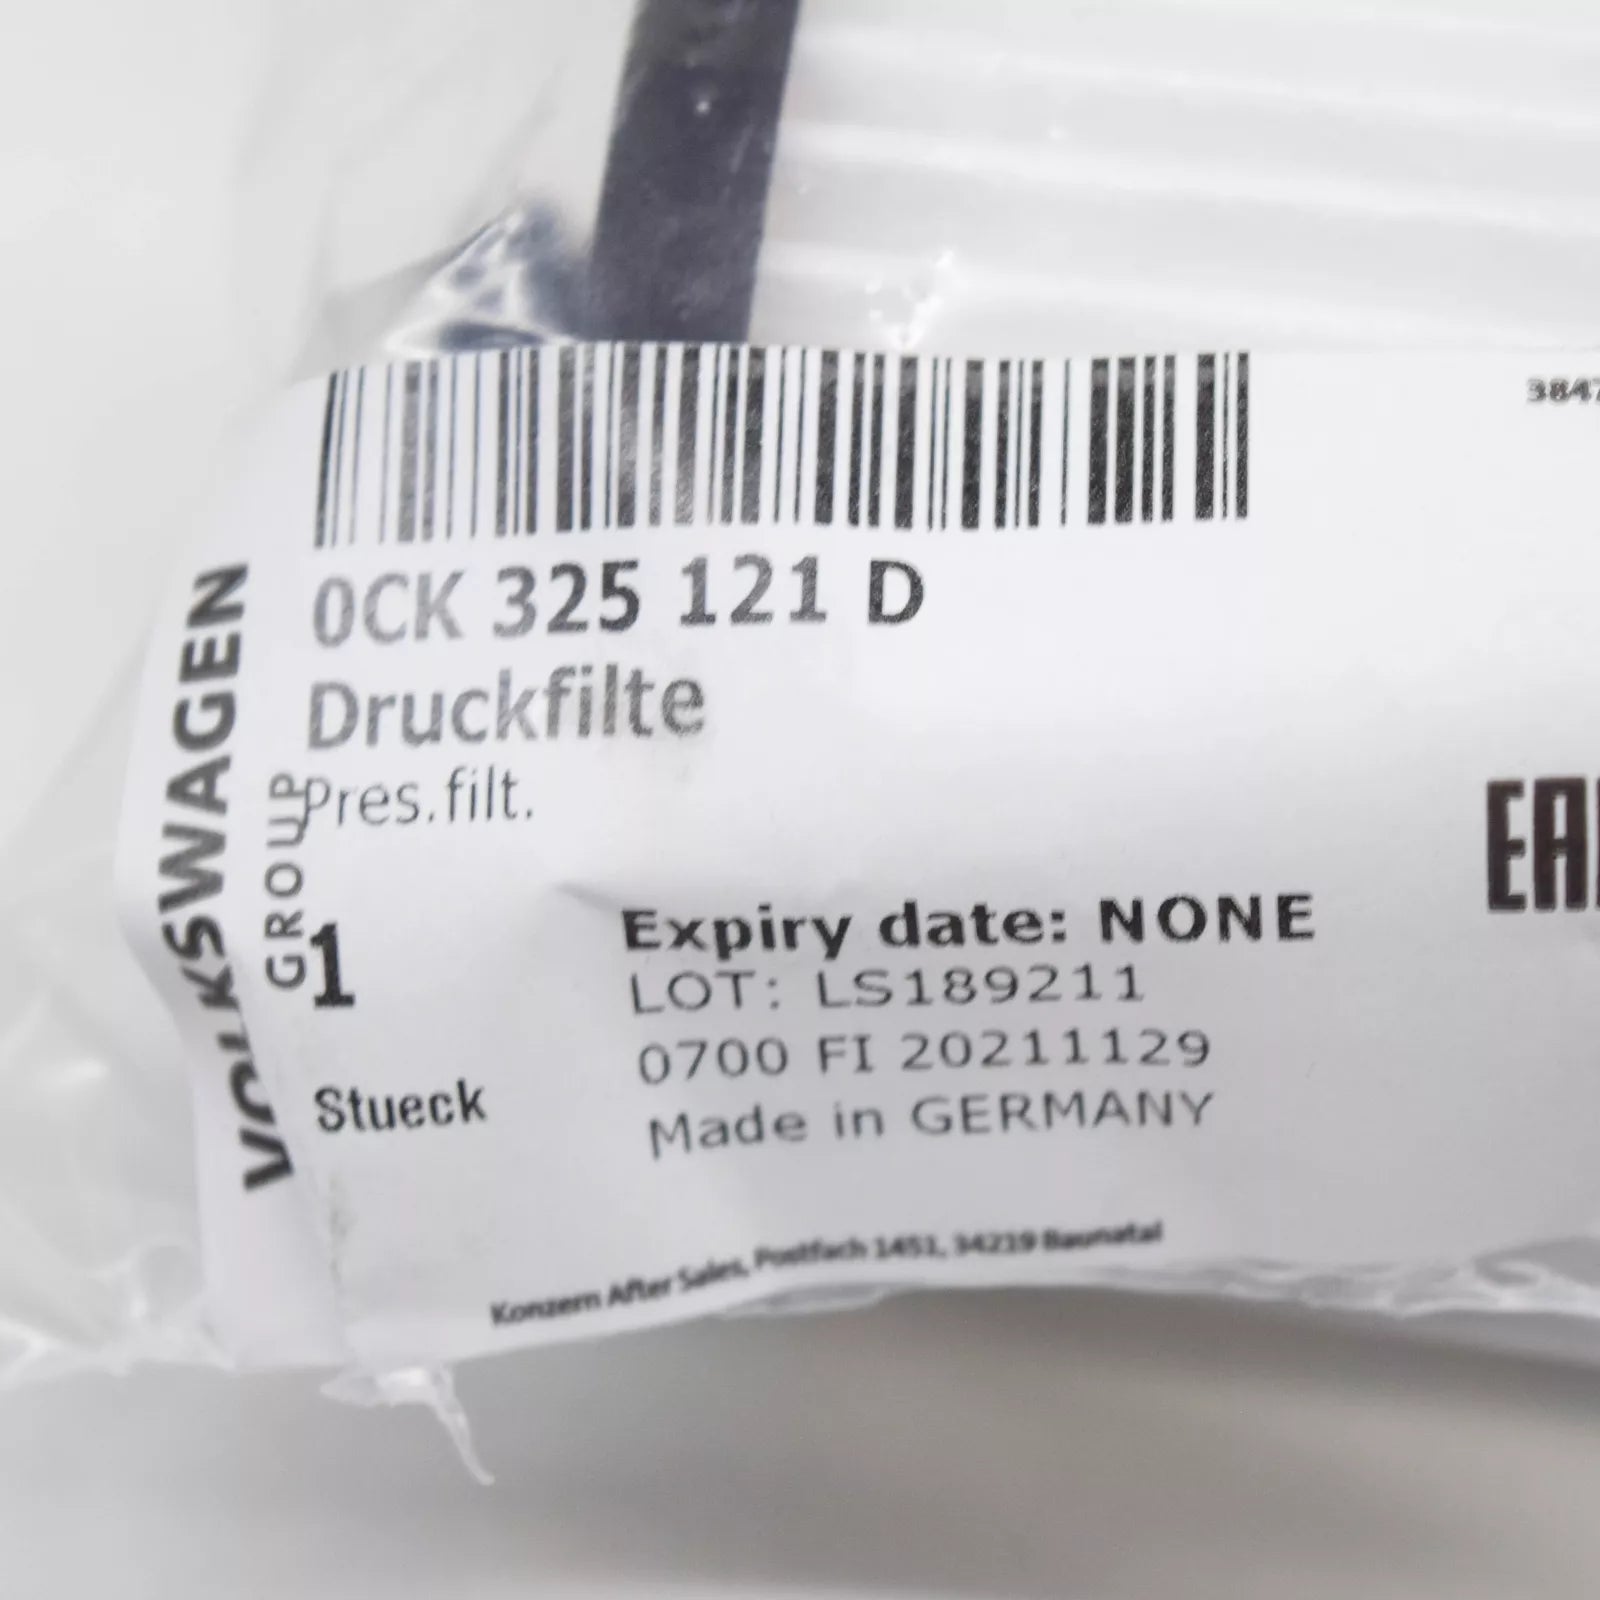 3847
0CK 325 121 D
Druckfilte
Pres.filt.
VOLKSWAGEN
GROUP
1
Stueck
Expiry date: NONE
LOT: LS189211
0700 FI 20211129
Made in GERMANY
Konzern After Sales, Postfach 1451, 34219 Baunatal